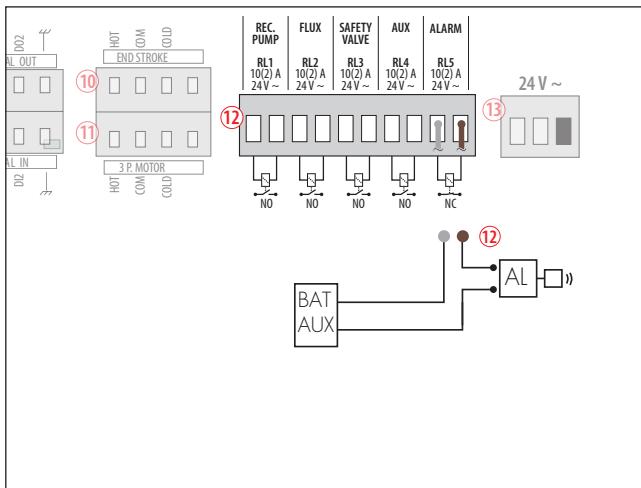 REC. PUMP
FLUX
SAFETY VALVE
AUX
ALARM
RL1 10(2) A 24 V ~
RL2 10(2) A 24 V ~
RL3 10(2) A 24 V ~
RL4 10(2) A 24 V ~
RL5 10(2) A 24 V ~
DO2
HOT
COM
COLD
AL OUT
END STROKE
24 V ~
10
11
12
13
AL IN
3 P. MOTOR
DI2
HOT
COM
COLD
NO
NO
NO
NO
NC
12
AL
BAT
AUX